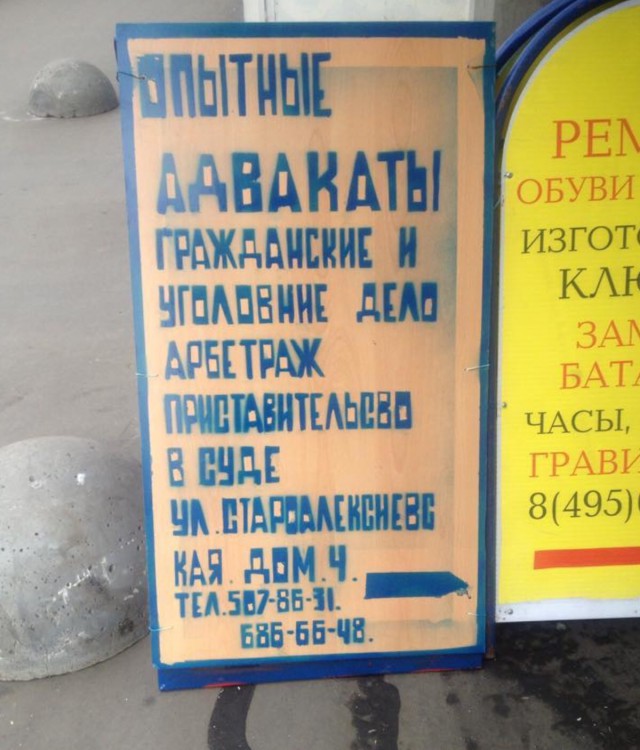 ОПЫТНЫЕ
АДВАКАТЫ
ГРАЖДАНСКИЕ И
УГОЛОВНИЕ ДЕЛО
АРБЕТРАЖ
ПРИСТАВИТЕЛЬСВО
В СУДЕ
УЛ. СТАРОАЛЕКСИЕВС
КАЯ. ДОМ. 4.
ТЕЛ. 507-86-31.
686-66-48.
РЕМ
ОБУВИ
ИЗГОТО
КЛЮ
ЗАМ
БАТА
ЧАСЫ,
ГРАВИ
8(495)